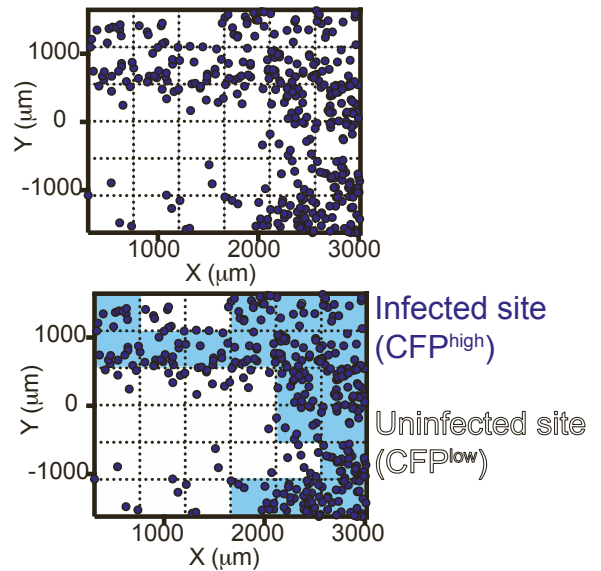 1000
0
-1000
Y (μm)
1000
2000
3000
X (μm)
1000
0
-1000
Y (μm)
1000
2000
3000
X (μm)
Infected site
(CFPhigh)
Uninfected site
(CFPlow)